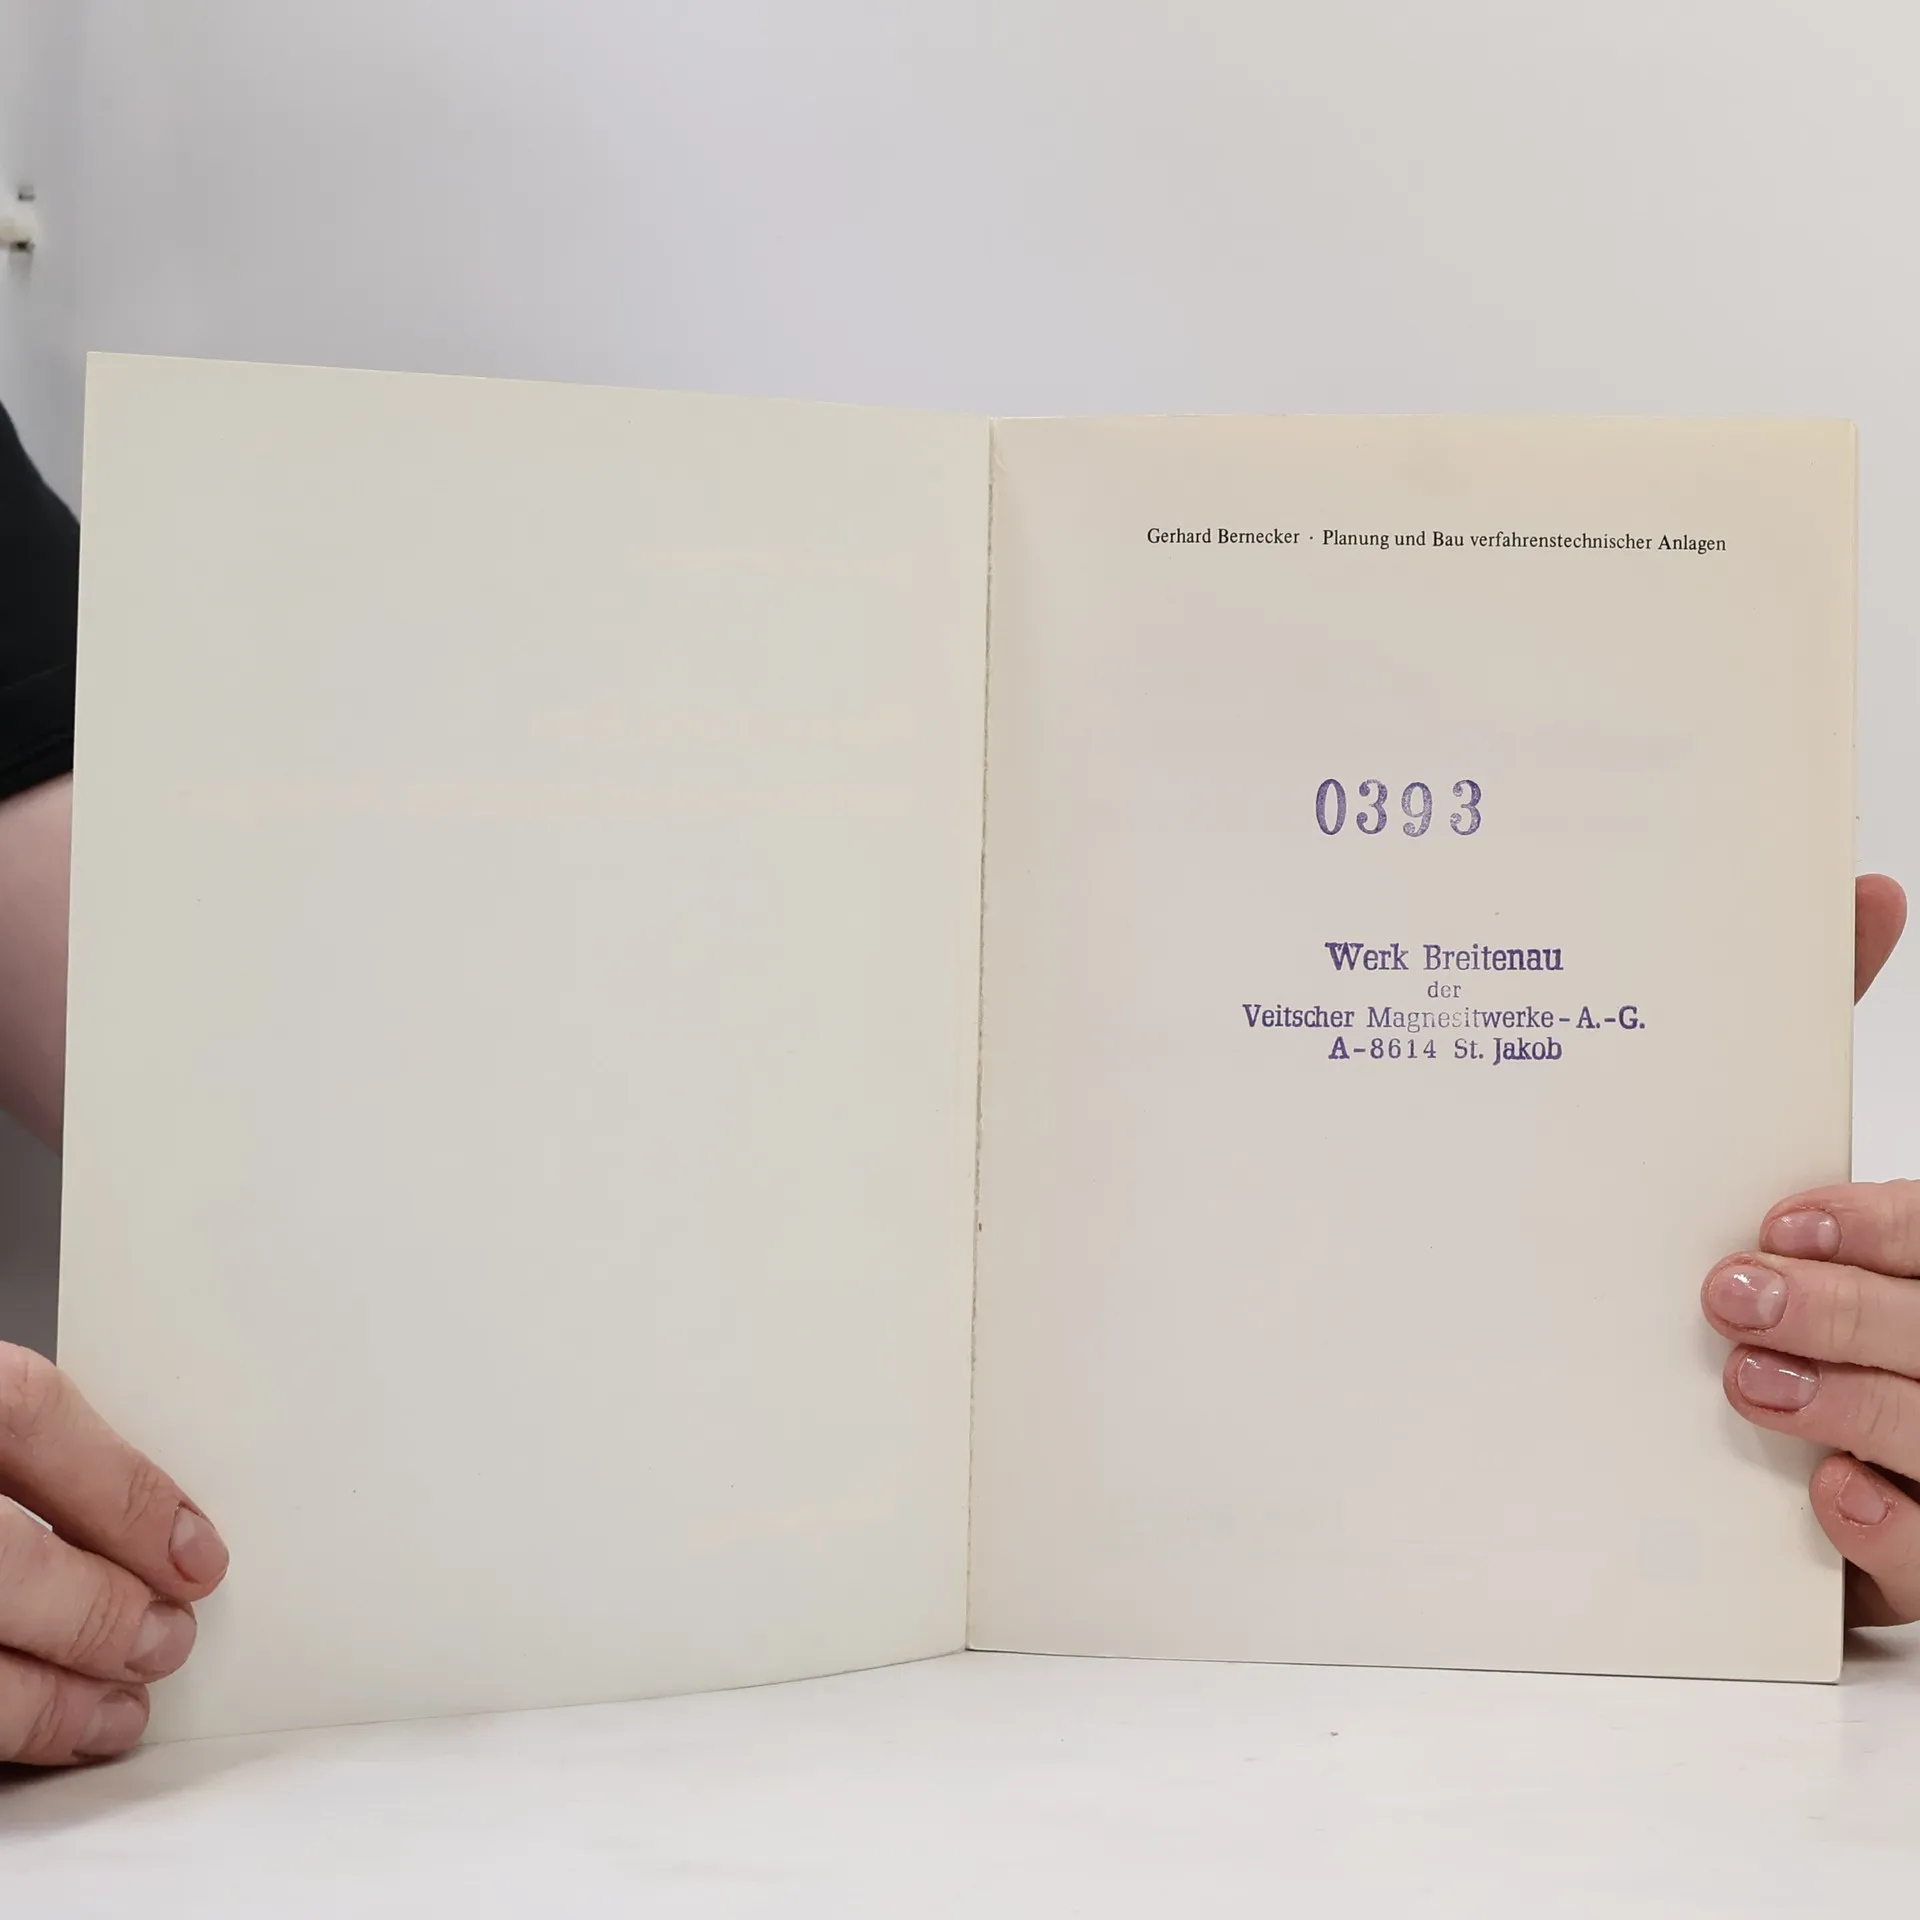 Gerhard Bernecker · Planung und Bau verfahrenstechnischer Anlagen
0393
Werk Breitenau
der
Veitscher Magnesitwerke-A.-G.
A-8614 St. Jakob